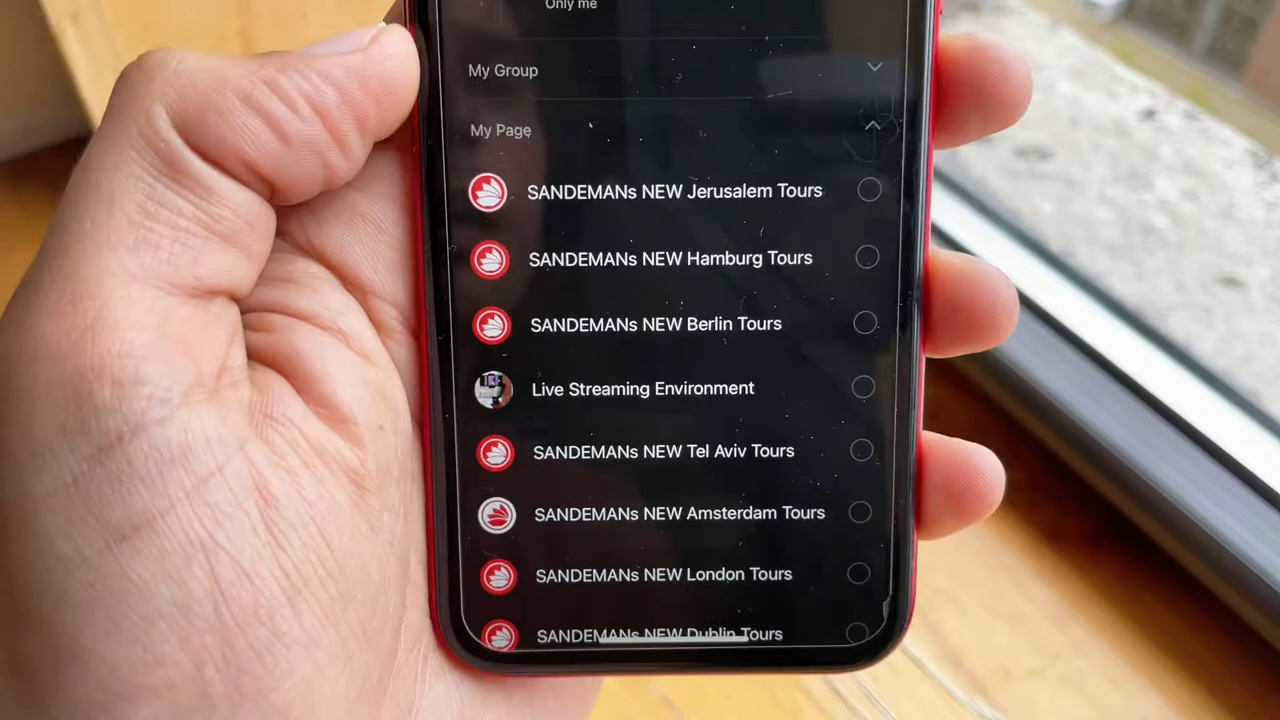 Only me
My Group
My Page
SANDEMANs NEW Jerusalem Tours
SANDEMANs NEW Hamburg Tours
SANDEMANs NEW Berlin Tours
Live Streaming Environment
SANDEMANs NEW Tel Aviv Tours
SANDEMANs NEW Amsterdam Tours
SANDEMANs NEW London Tours
SANDEMANs NEW Dublin Tours